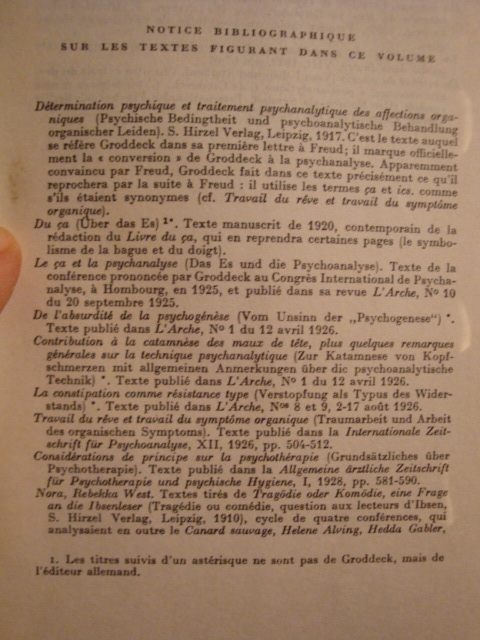 NOTICE BIBLIOGRAPHIQUE
SUR LES TEXTES FIGURANT DANS CE VOLUME
Détermination psychique et traitement psychanalytique des affections orga-
niques (Psychische Bedingtheit und psychoanalytische Behandlung
organischer Leiden). S. Hirzel Verlag, Leipzig, 1917. C'est le texte auquel
se réfère Groddeck dans sa première lettre à Freud; il marque officielle-
ment la « conversion » de Groddeck à la psychanalyse. Apparemment
convaincu par Freud, Groddeck fait dans ce texte précisément ce qu'il
reprochera par la suite à Freud : il utilise les termes ça et ics. comme
s'ils étaient synonymes (cf. Travail du rêve et travail du symptôme
organique).
Du ça (Über das Es) 1*. Texte manuscrit de 1920, contemporain de la
rédaction du Livre du ça, qui en reprendra certaines pages (le symbo-
lisme de la bague et du doigt).
Le ça et la psychanalyse (Das Es und die Psychoanalyse). Texte de la
conférence prononcée par Groddeck au Congrès International de Psycha-
nalyse, à Hombourg, en 1925, et publié dans sa revue L'Arche, N° 10
du 20 septembre 1925.
De l'absurdité de la psychogénèse (Vom Unsinn der „Psychogenese") *.
Texte publié dans L'Arche, N° 1 du 12 avril 1926.
Contribution à la catamnèse des maux de tête, plus quelques remarques
générales sur la technique psychanalytique (Zur Katamnese von Kopf-
schmerzen mit allgemeinen Anmerkungen über die psychoanalytische
Technik) *. Texte publié dans L'Arche, N° 1 du 12 avril 1926.
La constipation comme résistance type (Verstopfung als Typus des Wider-
stands) *. Texte publié dans L'Arche, Nos 8 et 9, 2-17 août 1926.
Travail du rêve et travail du symptôme organique (Traumarbeit und Arbeit
des organischen Symptoms). Texte publié dans la Internationale Zeit-
schrift für Psychoanalyse, XII, 1926, pp. 504-512.
Considérations de principe sur la psychothérapie (Grundsätzliches über
Psychotherapie). Texte publié dans la Allgemeine ärztliche Zeitschrift
für Psychotherapie und psychische Hygiene, I, 1928, pp. 581-590.
Nora, Rebekka West. Textes tirés de Tragödie oder Komödie, eine Frage
an die Ibsenleser (Tragédie ou comédie, question aux lecteurs d'Ibsen,
S. Hirzel Verlag, Leipzig, 1910), cycle de quatre conférences, qui
analysaient en outre le Canard sauvage, Helene Alving, Hedda Gabler,
1. Les titres suivis d'un astérisque ne sont pas de Groddeck, mais de
l'éditeur allemand.